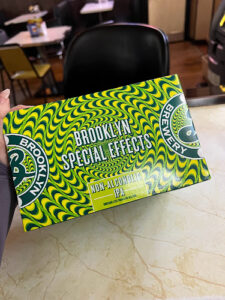 BROOKLYN
SPECIAL EFFECTS
NON-ALCOHOLIC
IPA
BROOKLYN
B
BREWERY